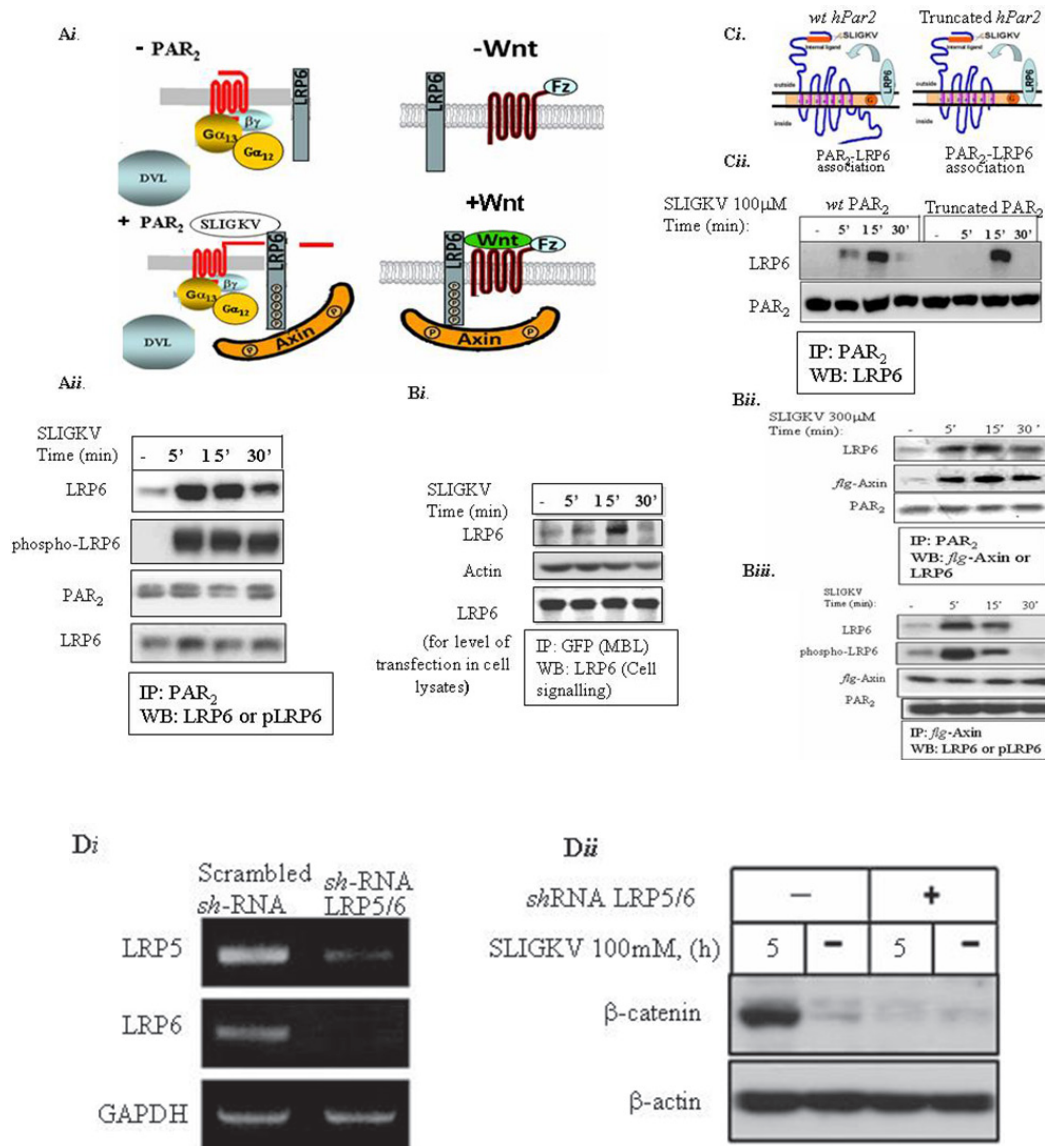 Ai.
- PAR2
LRP6
βγ
Gα13
Gα12
DVL
-Wnt
LRP6
Fz
+ PAR2
SLIGKV
LRP6
βγ
Gα13
Gα12
P
P
P
P
DVL
P
Axin
P
+Wnt
Wnt
Fz
LRP6
P
P
P
P
P
Axin
P
Aii.
SLIGKV
Time (min)
- 5’ 15’ 30’
LRP6
phospho-LRP6
PAR2
LRP6
IP: PAR2
WB: LRP6 or pLRP6
Bi.
SLIGKV
Time (min)
- 5’ 15’ 30’
LRP6
Actin
LRP6
(for level of
transfection in cell
lysates)
IP: GFP (MBL)
WB: LRP6 (Cell
signalling)
Ci.
wt hPar2
SLIGKV
Internal ligand
LRP6
outside
G
inside
PAR2-LRP6
association
Truncated hPar2
SLIGKV
Internal ligand
LRP6
outside
G
inside
PAR2-LRP6
association
Cii.
SLIGKV 100μM
Time (min):
wt PAR2 Truncated PAR2
- 5’ 15’ 30’ - 5’ 15’ 30’
LRP6
PAR2
IP: PAR2
WB: LRP6
Bii.
SLIGKV 300μM
Time (min):
- 5’ 15’ 30’
LRP6
flg-Axin
PAR2
IP: PAR2
WB: flg-Axin or
LRP6
Biii.
SLIGKV
Time (min):
- 5’ 15’ 30’
LRP6
phospho-LRP6
flg-Axin
PAR2
IP: flg-Axin
WB: LRP6 or pLRP6
Di
Scrambled
sh-RNA
sh-RNA
LRP5/6
LRP5
LRP6
GAPDH
Dii
shRNA LRP5/6 – +
SLIGKV 100mM, (h) 5 - 5 -
β-catenin
β-actin